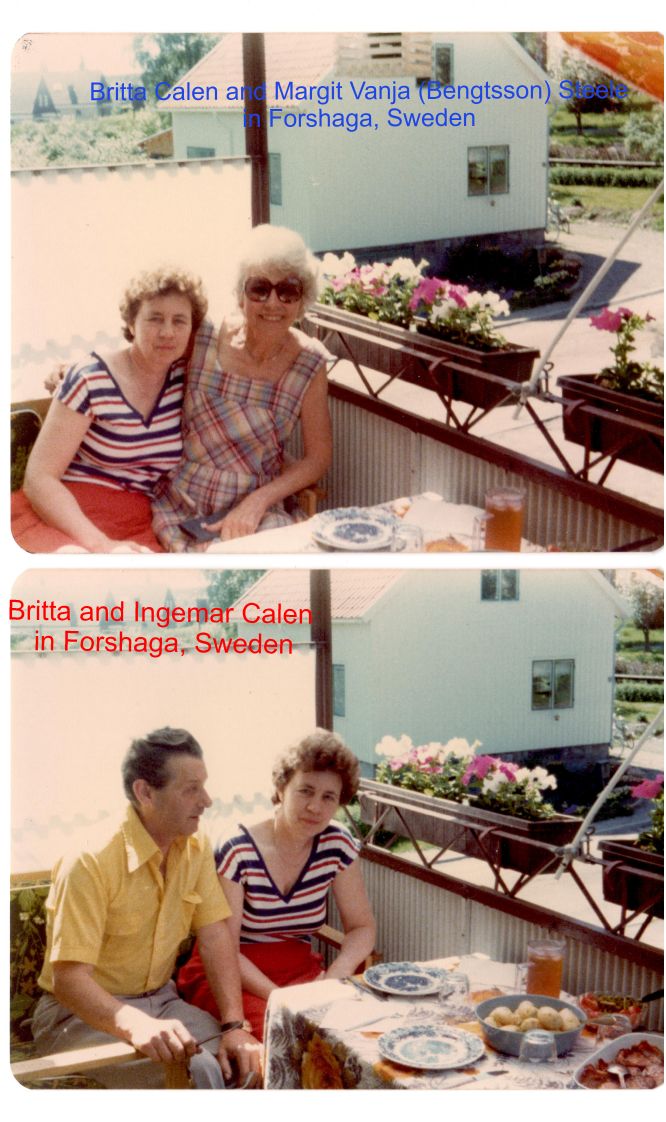 Britta Calen and Margit Vanja (Bengtsson) Steele
in Forshaga, Sweden
Britta and Ingemar Calen
in Forshaga, Sweden